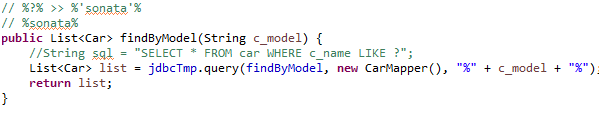 // %?% >> %'sonata'%
// %sonata%
public List<Car> findByModel(String c_model) {
//String sql = "SELECT * FROM car WHERE c_name LIKE ?";
List<Car> list = jdbcTmp.query(findByModel, new CarMapper(), "%" + c_model + "%");
return list;
}